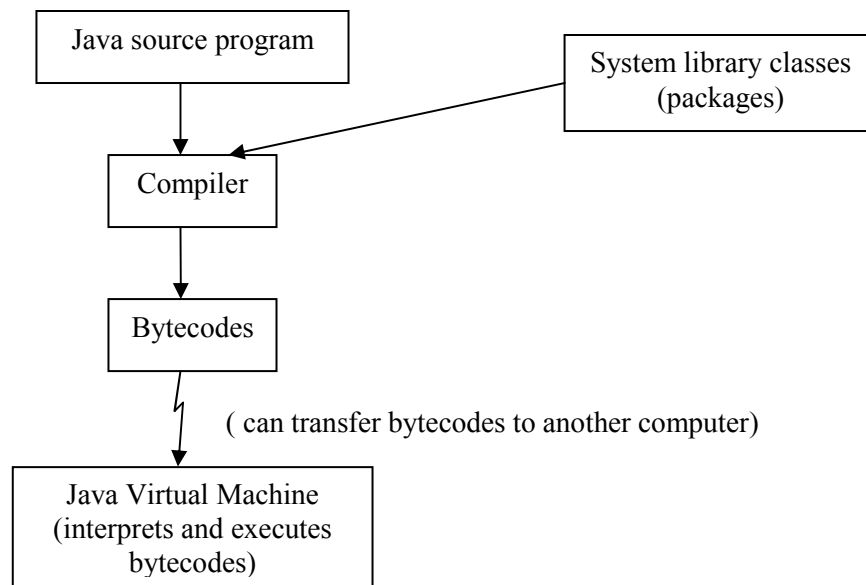 Java source program
System library classes
(packages)
Compiler
Bytecodes
( can transfer bytecodes to another computer)
Java Virtual Machine
(interprets and executes
bytecodes)